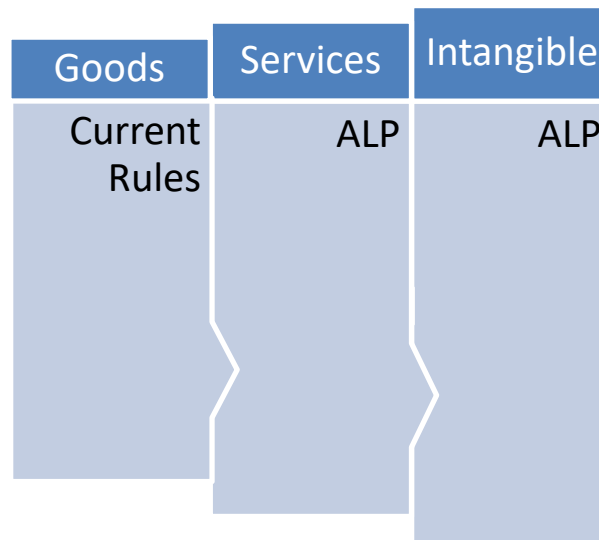 Goods
Services
Intangible
Current
Rules
ALP
ALP